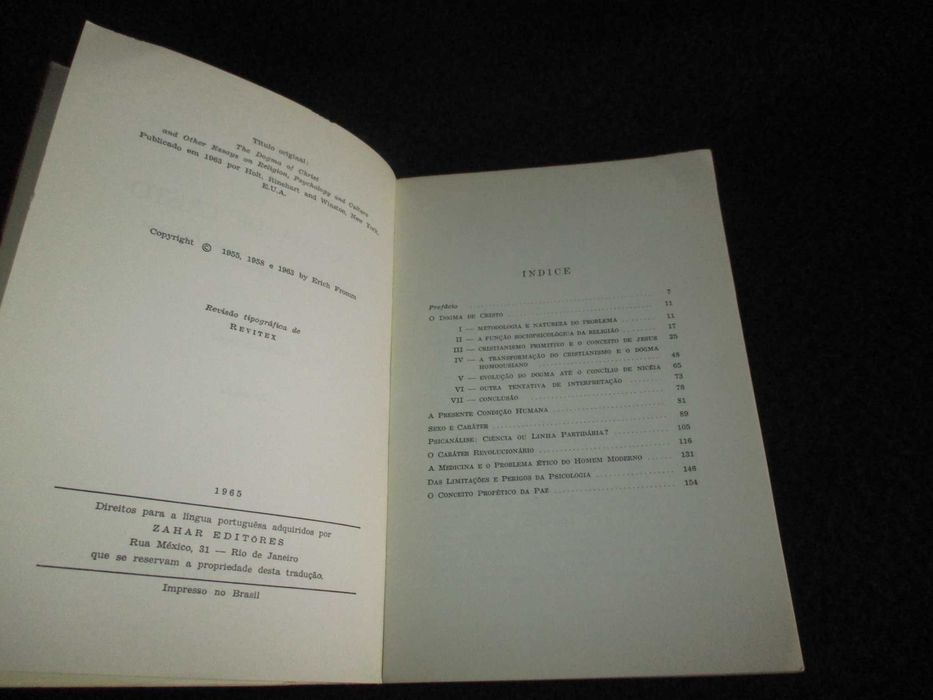 Título original:
The Dogma of Christ
and Other Essays on Religion, Psychology and Culture
Publicado em 1963 por Holt, Rinehart and Winston, New York,
E.U.A.
Copyright © 1955, 1958 e 1963 by Erich Fromm
Revisão tipográfica de
REVITEX
1965
Direitos para a língua portuguêsa adquiridos por
ZAHAR EDITÔRES
Rua México, 31 — Rio de Janeiro
que se reservam a propriedade desta tradução.
Impresso no Brasil
ÍNDICE
Prefácio 7
O DOGMA DE CRISTO 11
I — METODOLOGIA E NATUREZA DO PROBLEMA 11
II — A FUNÇÃO SOCIOPSICOLÓGICA DA RELIGIÃO 17
III — CRISTIANISMO PRIMITIVO E O CONCEITO DE JESUS 25
IV — A TRANSFORMAÇÃO DO CRISTIANISMO E O DOGMA
HOMOOUSIANO 48
V — EVOLUÇÃO DO DOGMA ATÉ O CONCÍLIO DE NICÉIA 65
VI — OUTRA TENTATIVA DE INTERPRETAÇÃO 73
VII — CONCLUSÃO 78
A PRESENTE CONDIÇÃO HUMANA 81
SEXO E CARÁTER 89
PSICANÁLISE: CIÊNCIA OU LINHA PARTIDÁRIA? 105
O CARÁTER REVOLUCIONÁRIO 116
A MEDICINA E O PROBLEMA ÉTICO DO HOMEM MODERNO 131
DAS LIMITAÇÕES E PERIGOS DA PSICOLOGIA 146
O CONCEITO PROFÉTICO DA PAZ 154